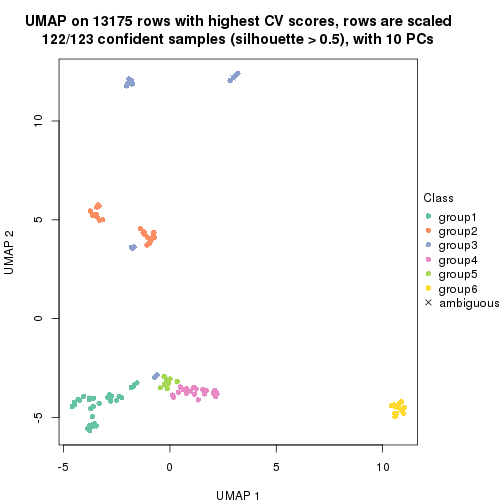 UMAP on 13175 rows with highest CV scores, rows are scaled
122/123 confident samples (silhouette > 0.5), with 10 PCs
UMAP 2
10
5
0
-5
-5
0
5
10
UMAP 1
Class
group1
group2
group3
group4
group5
group6
ambiguous